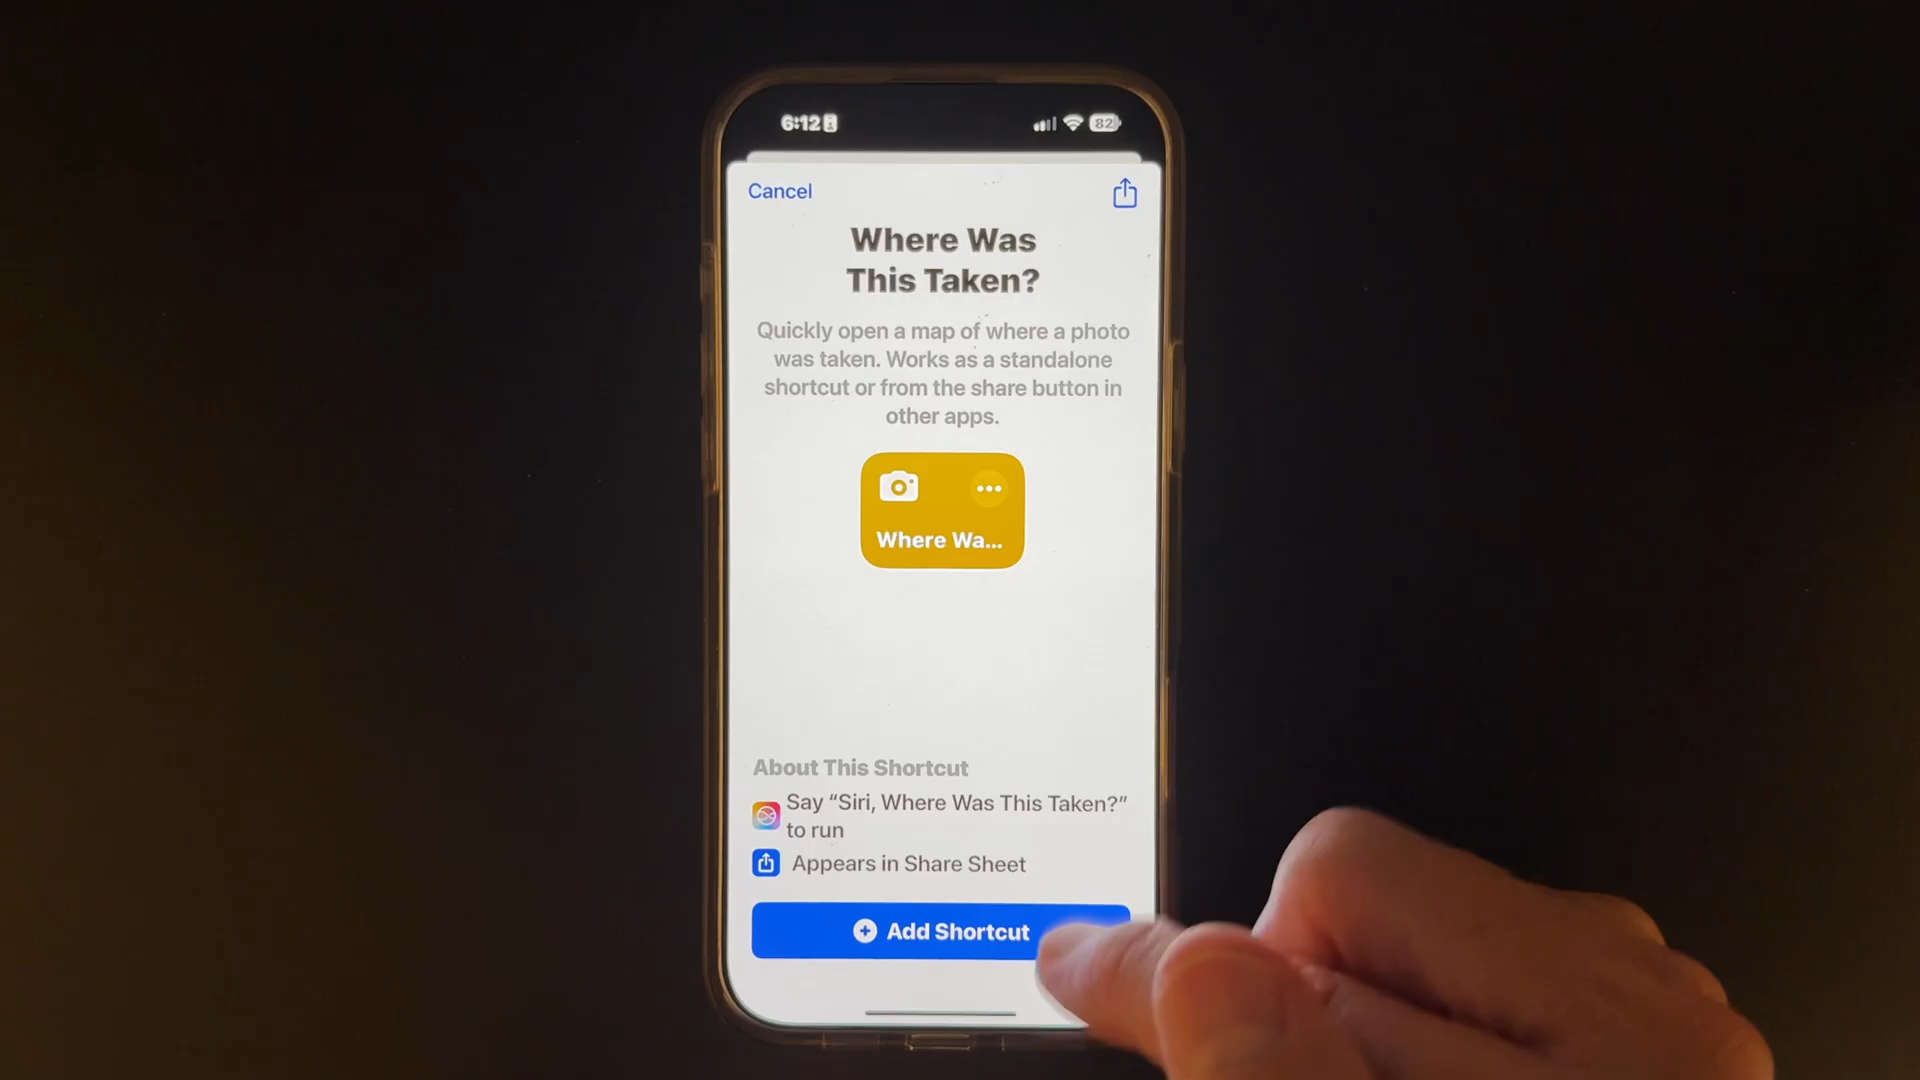 6:12
82
Cancel
Where Was
This Taken?
Quickly open a map of where a photo
was taken. Works as a standalone
shortcut or from the share button in
other apps.
Where Wa...
About This Shortcut
Say “Siri, Where Was This Taken?”
to run
Appears in Share Sheet
Add Shortcut